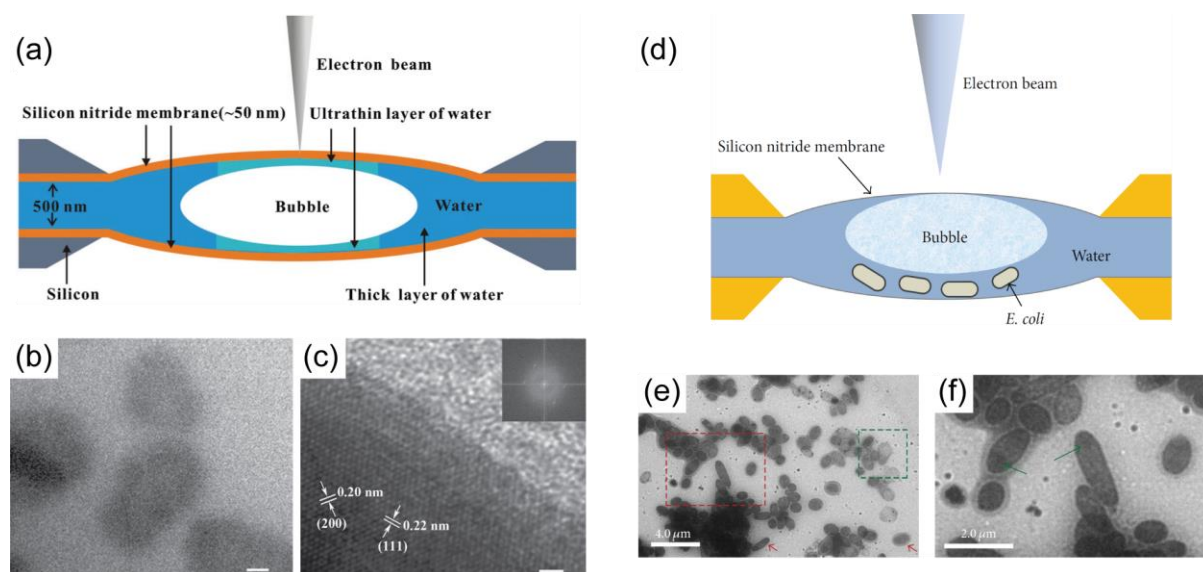 (a)
Electron beam
Silicon nitride membrane(~50 nm)
Ultrathin layer of water
500 nm
Bubble
Water
Silicon
Thick layer of water
(b)
(c)
0.20 nm
(200)
0.22 nm
(111)
(d)
Electron beam
Silicon nitride membrane
Bubble
Water
E. coli
(e)
4.0 μm
(f)
2.0 μm